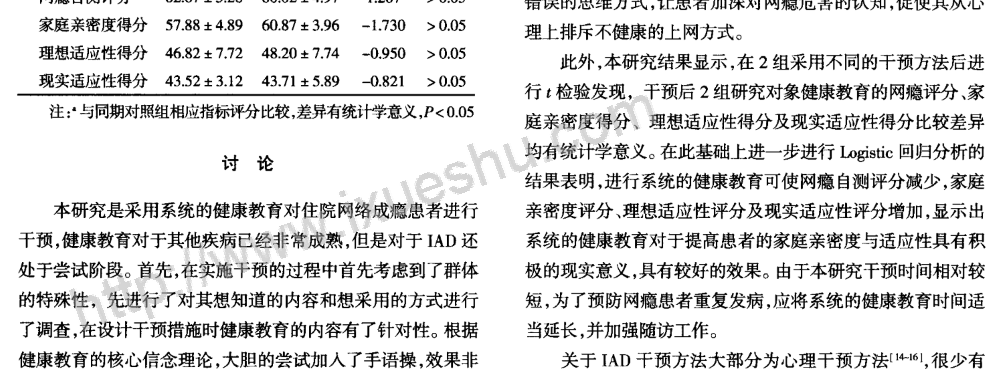 家庭亲密度得分 57.88 ± 4.89 60.87 ± 3.96 -1.730 > 0.05
理想适应性得分 46.82 ± 7.72 48.20 ± 7.74 -0.950 > 0.05
现实适应性得分 43.52 ± 3.12 43.71 ± 5.89 -0.821 > 0.05
注:ᵃ与同期对照组相应指标评分比较,差异有统计学意义,P<0.05
讨 论
本研究是采用系统的健康教育对住院网络成瘾患者进行
干预,健康教育对于其他疾病已经非常成熟,但是对于 IAD 还
处于尝试阶段。首先,在实施干预的过程中首先考虑到了群体
的特殊性，先进行了对其想知道的内容和想采用的方式进行
了调查,在设计干预措施时健康教育的内容有了针对性。根据
健康教育的核心信念理论,大胆的尝试加入了手语操,效果非
错误的思维方式,让患者加深对网瘾危害的认知,促使其从心
理上排斥不健康的上网方式。
此外,本研究结果显示,在 2 组采用不同的干预方法后进
行 t 检验发现，干预后 2 组研究对象健康教育的网瘾评分、家
庭亲密度得分、理想适应性得分及现实适应性得分比较差异
均有统计学意义。在此基础上进一步进行 Logistic 回归分析的
结果表明,进行系统的健康教育可使网瘾自测评分减少,家庭
亲密度评分、理想适应性评分及现实适应性评分增加,显示出
系统的健康教育对于提高患者的家庭亲密度与适应性具有积
极的现实意义,具有较好的效果。由于本研究干预时间相对较
短,为了预防网瘾患者重复发病,应将系统的健康教育时间适
当延长,并加强随访工作。
关于 IAD 干预方法大部分为心理干预方法[14-16],很少有
http://www.ixueshu.com